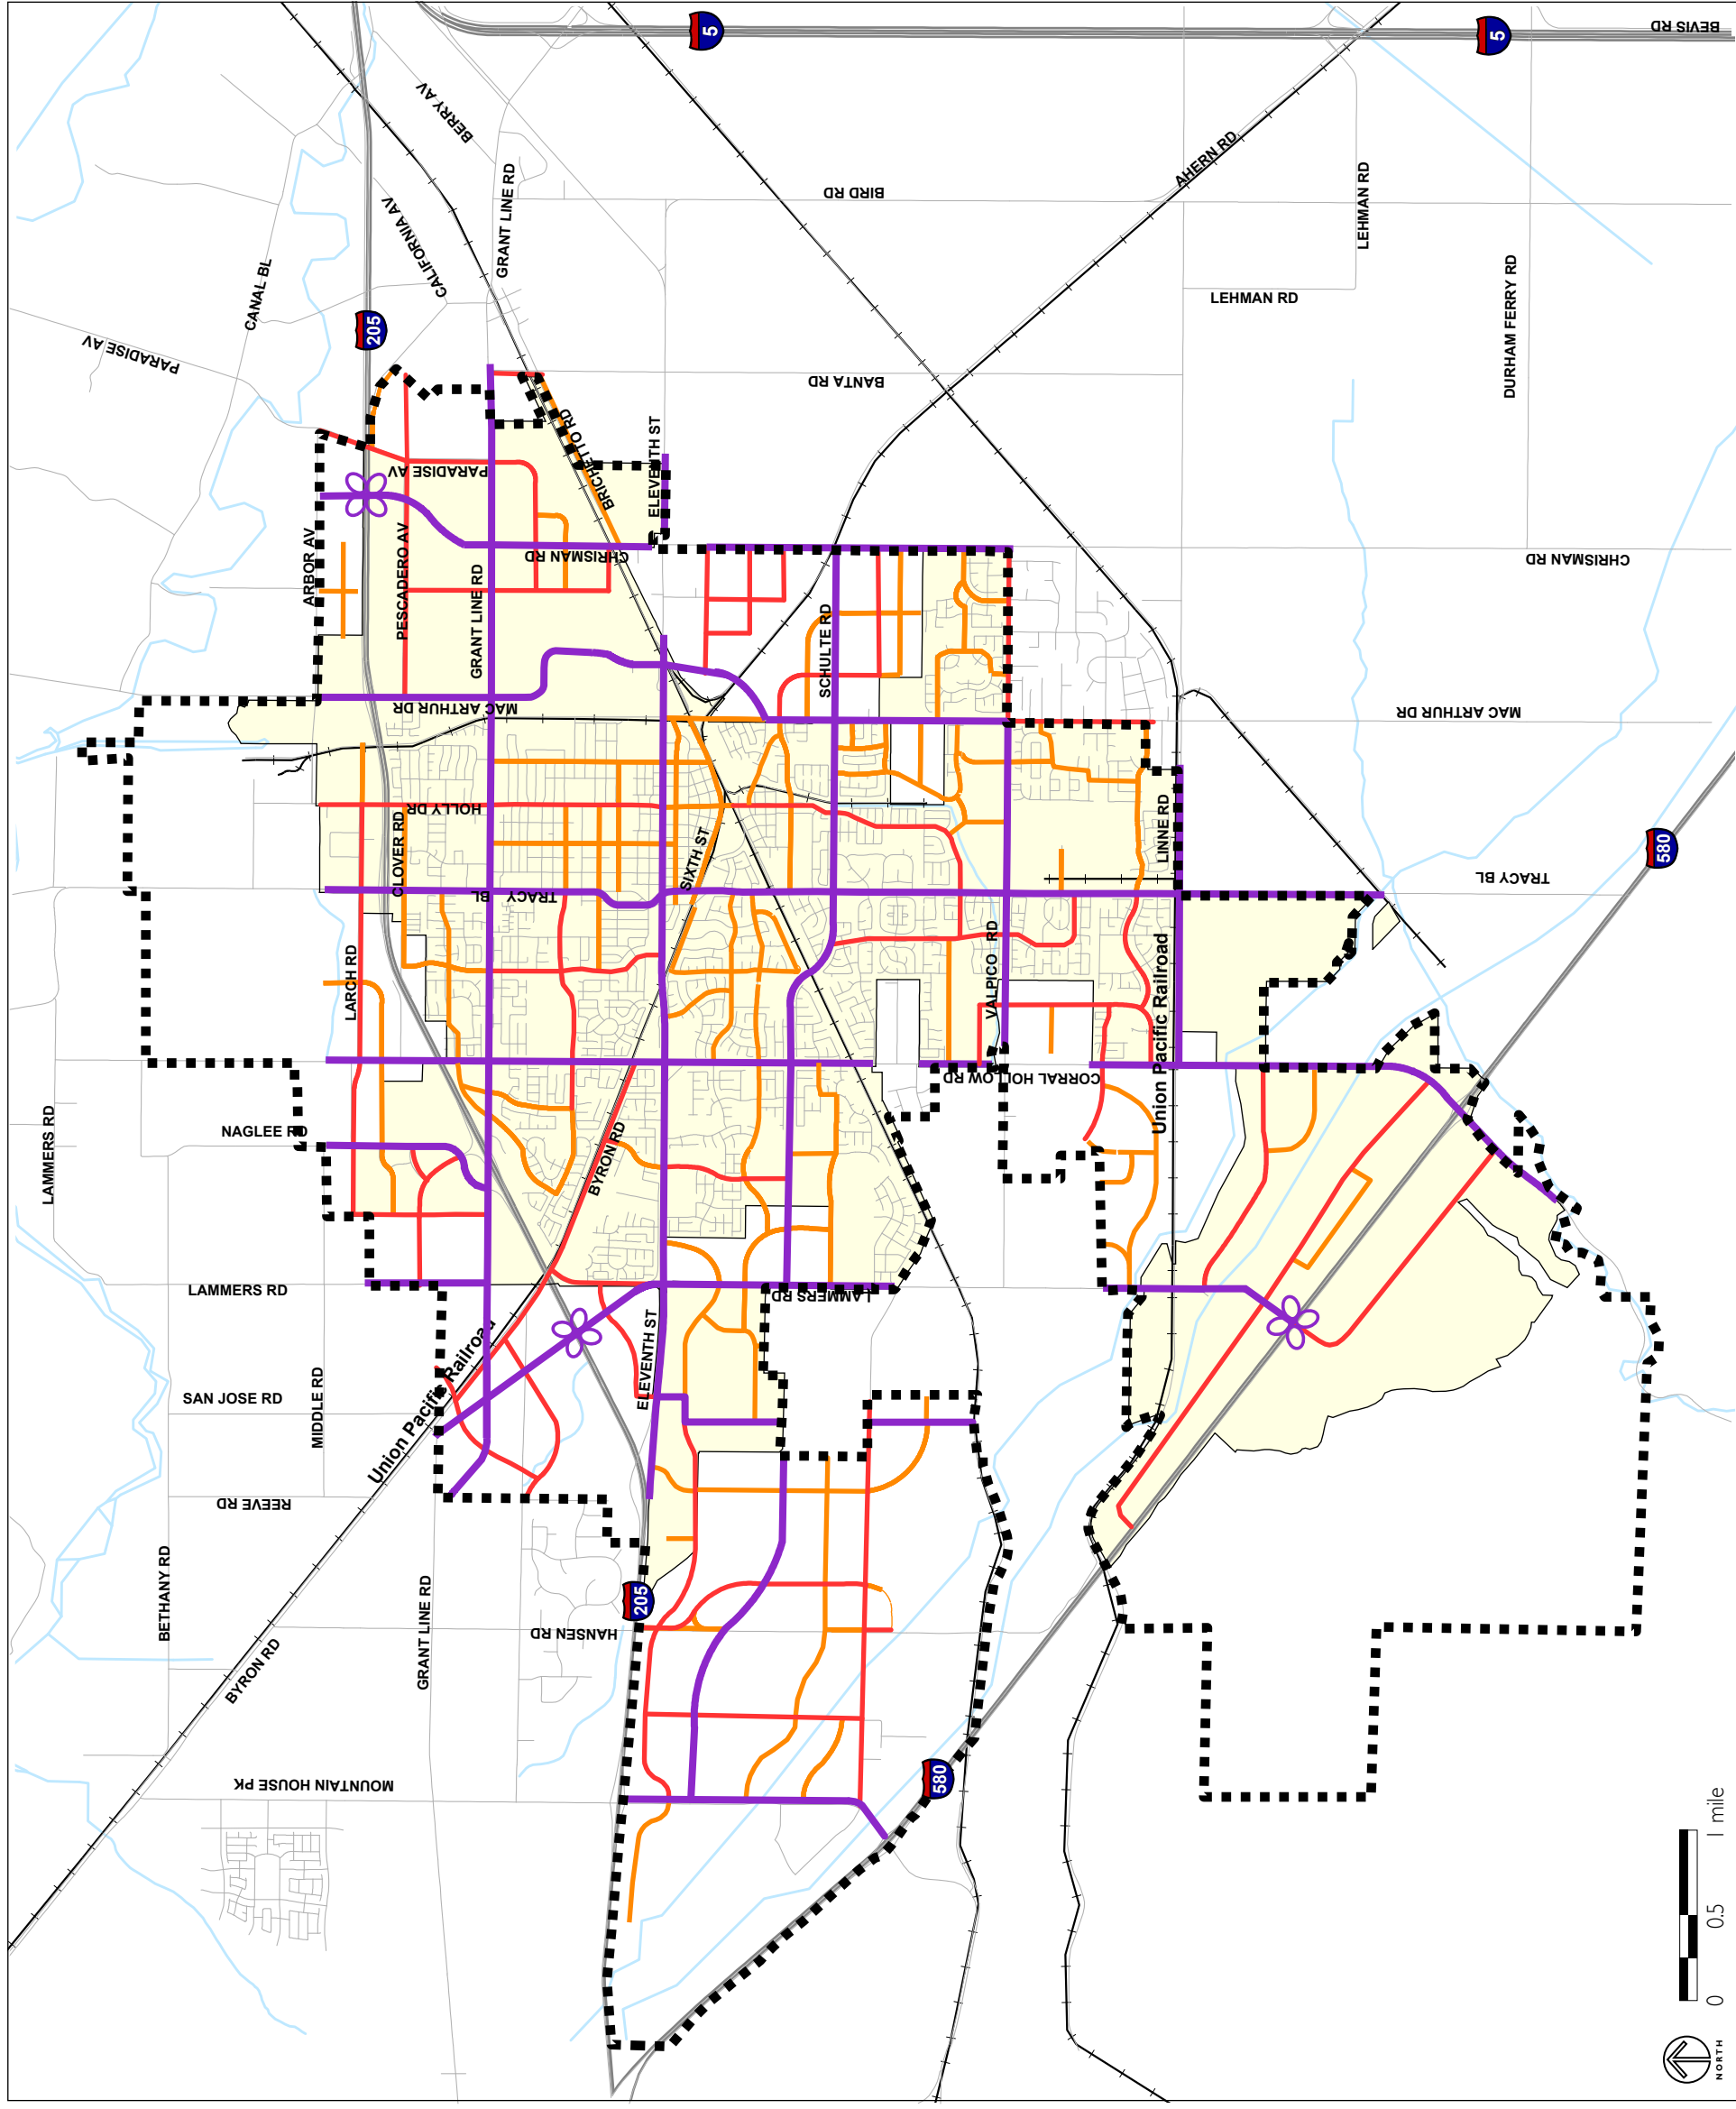 5
5
BEVIS RD
BERRY AV
GRANT LINE RD
BIRD RD
AHERN RD
LEHMAN RD
CALIFORNIA AV
CANAL BL
LEHMAN RD
DURHAM FERRY RD
PARADISE AV
205
BANTA RD
BRICHETTO RD
ELEVENTH ST
PARADISE AV
CHRISMAN RD
CHRISMAN RD
ARBOR AV
PESCADERO AV
GRANT LINE RD
SCHULTE RD
MAC ARTHUR DR
MAC ARTHUR DR
HOLLY DR
CLOVER RD
SIXTH ST
LINE RD
580
TRACY BL
TRACY BL
LARCH RD
VALPICO RD
Union Pacific Railroad
CORRAL HOLLOW RD
LAMMERS RD
NAGLEE RD
BYRON RD
LAMMERS RD
LAMMERS RD
ELEVENTH ST
Union Pacific Railroad
SAN JOSE RD
MIDDLE RD
REEVE RD
BETHANY RD
205
GRANT LINE RD
HANSEN RD
BYRON RD
MOUNTAIN HOUSE PK
580
0 0.5 1 mile
NORTH